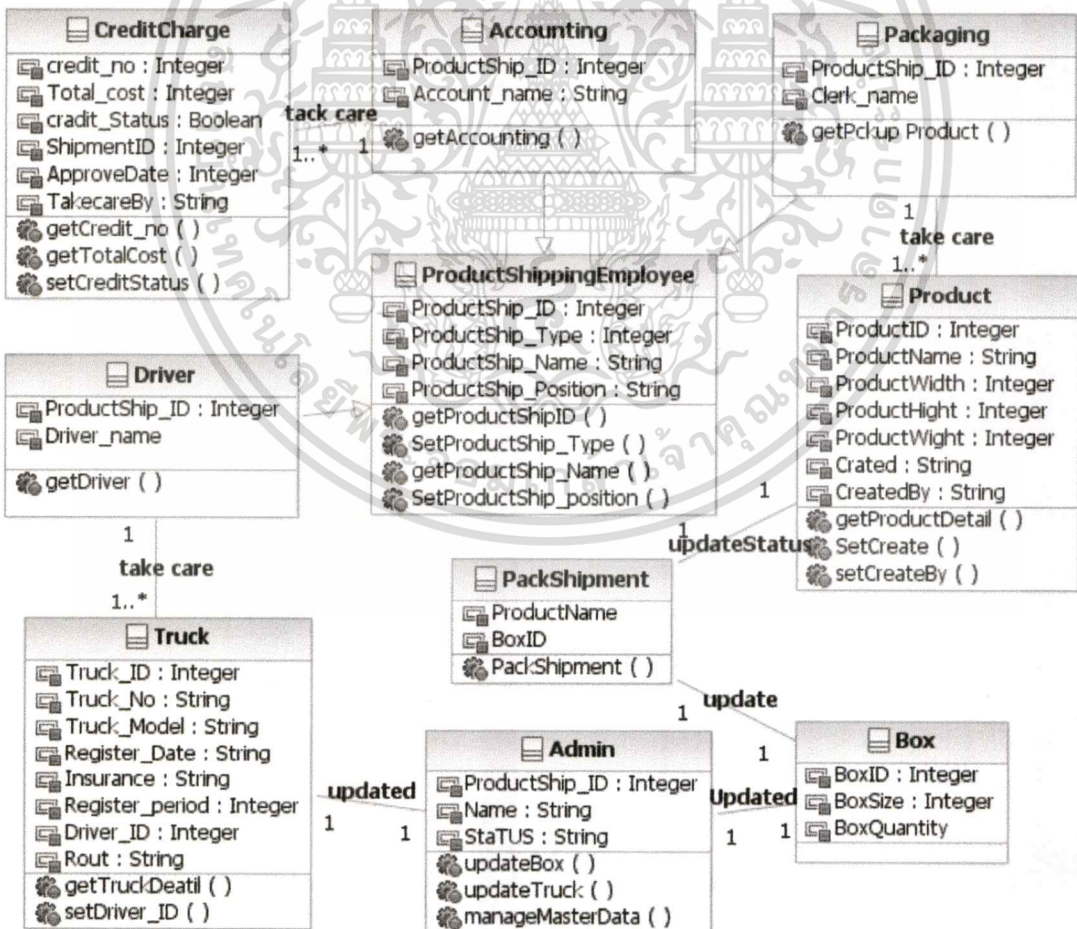 CreditCharge
credit_no : Integer
Total_cost : Integer
cradit_Status : Boolean
ShipmentID : Integer
ApproveDate : Integer
TakecareBy : String
getCredit_no ( )
getTotalCost ( )
setCreditStatus ( )
tack care
1..*
1
Accounting
ProductShip_ID : Integer
Account_name : String
getAccounting ( )
Packaging
ProductShip_ID : Integer
Clerk_name
getPckup Product ( )
1
take care
1..*
ProductShippingEmployee
ProductShip_ID : Integer
ProductShip_Type : Integer
ProductShip_Name : String
ProductShip_Position : String
getProductShipID ( )
SetProductShip_Type ( )
getProductShip_Name ( )
SetProductShip_position ( )
Product
ProductID : Integer
ProductName : String
ProductWidth : Integer
ProductHight : Integer
ProductWight : Integer
Crated : String
CreatedBy : String
getProductDetail ( )
SetCreate ( )
setCreateBy ( )
Driver
ProductShip_ID : Integer
Driver_name
getDriver ( )
1
take care
1..*
1
1
updateStatus
PackShipment
ProductName
BoxID
PackShipment ( )
1
update
1
Truck
Truck_ID : Integer
Truck_No : String
Truck_Model : String
Register_Date : String
Insurance : String
Register_period : Integer
Driver_ID : Integer
Rout : String
getTruckDeatil ( )
setDriver_ID ( )
updated
1
1
Admin
ProductShip_ID : Integer
Name : String
StaTUS : String
updateBox ( )
updateTruck ( )
manageMasterData ( )
Updated
1
1
Box
BoxID : Integer
BoxSize : Integer
BoxQuantity